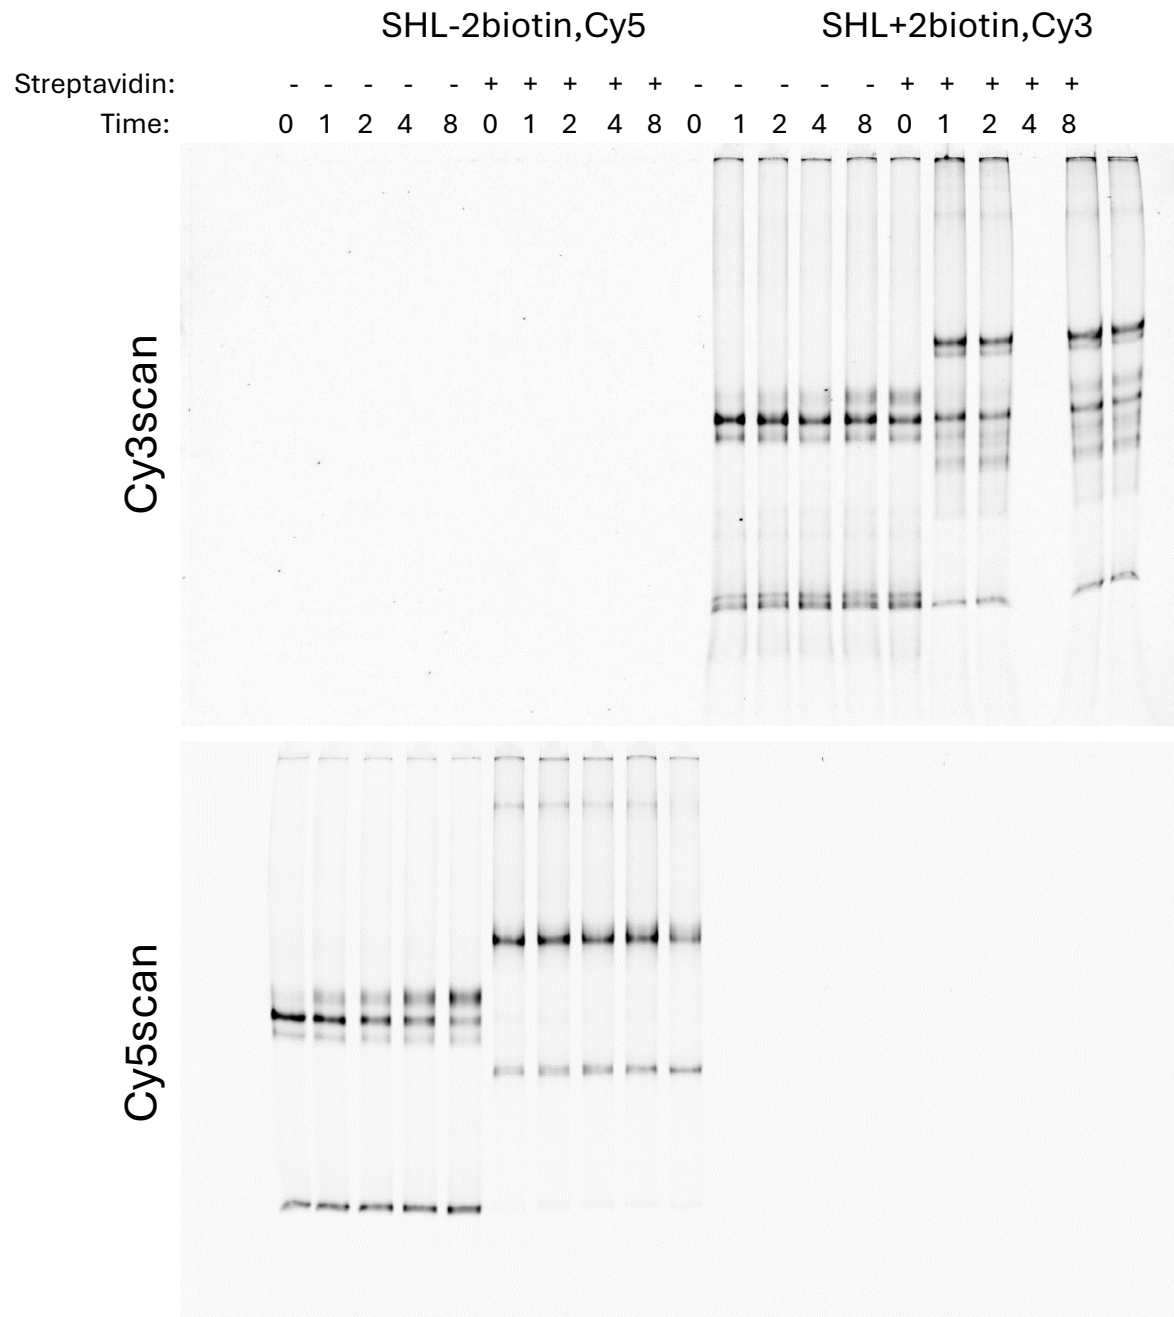 SHL-2biotin,Cy5 SHL+2biotin,Cy3
Streptavidin: - - - - - + + + + + - - - - - + + + + +
Time: 0 1 2 4 8 0 1 2 4 8 0 1 2 4 8 0 1 2 4 8
Cy3scan
Cy5scan